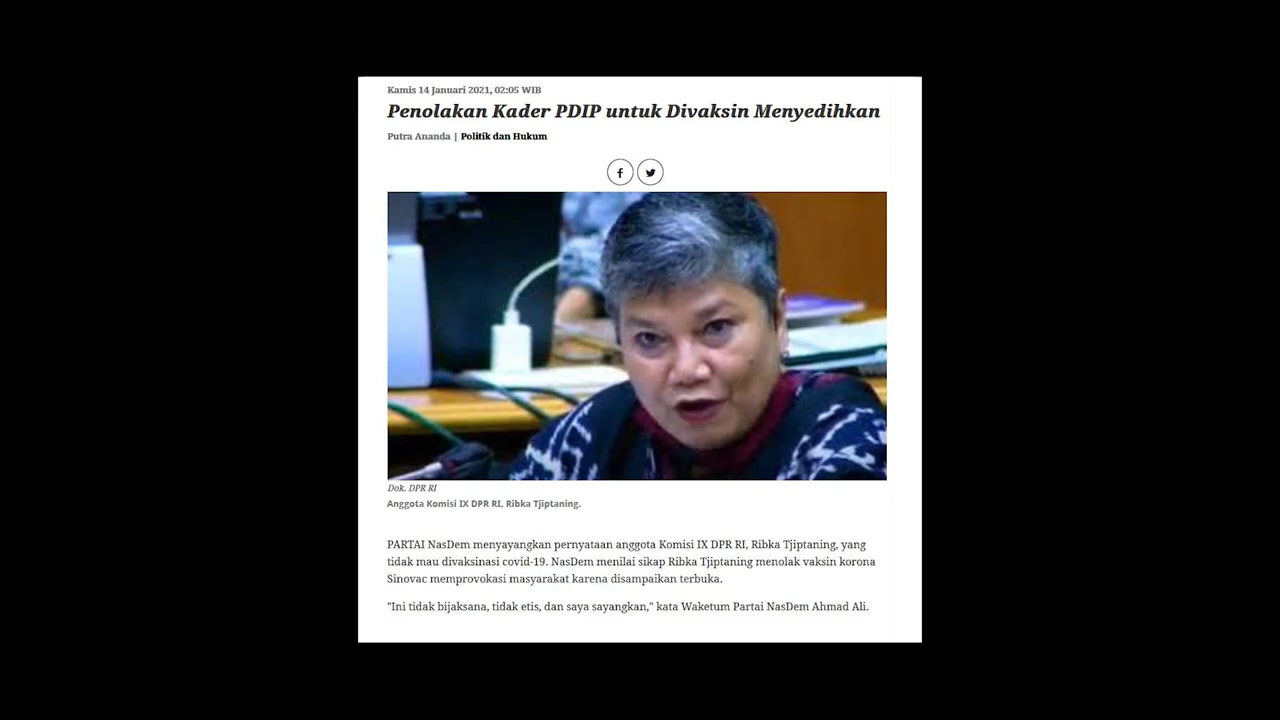 Kamis 14 Januari 2021, 02:05 WIB
Penolakan Kader PDIP untuk Divaksin Menyedihkan
Putra Ananda | Politik dan Hukum
Dok. DPR RI
Anggota Komisi IX DPR RI, Ribka Tjiptaning.
PARTAI NasDem menyayangkan pernyataan anggota Komisi IX DPR RI, Ribka Tjiptaning, yang
tidak mau divaksinasi covid-19. NasDem menilai sikap Ribka Tjiptaning menolak vaksin korona
Sinovac memprovokasi masyarakat karena disampaikan terbuka.
"Ini tidak bijaksana, tidak etis, dan saya sayangkan," kata Waketum Partai NasDem Ahmad Ali.